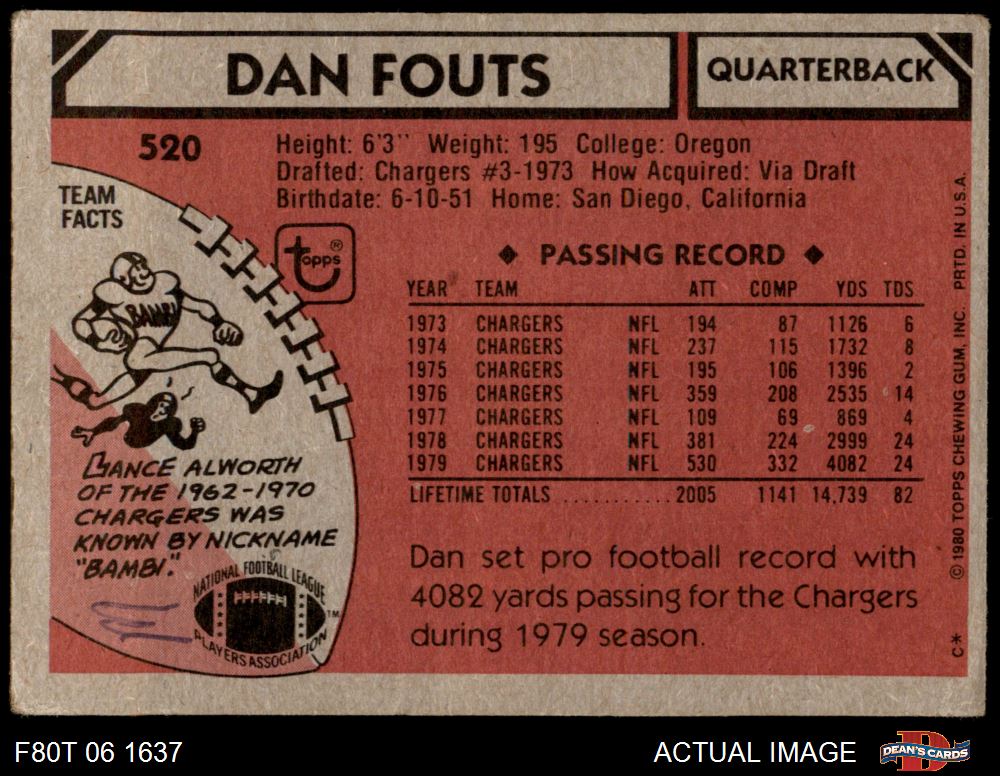 DAN FOUTS
QUARTERBACK
520
Height: 6'3'' Weight: 195 College: Oregon
Drafted: Chargers #3-1973 How Acquired: Via Draft
Birthdate: 6-10-51 Home: San Diego, California
TEAM
FACTS
topps®
BAMBI
LANCE ALWORTH
OF THE 1962-1970
CHARGERS WAS
KNOWN BY NICKNAME
"BAMBI."
NATIONAL FOOTBALL LEAGUE
PLAYERS ASSOCIATION
TM
◆ PASSING RECORD ◆
YEAR TEAM ATT COMP YDS TDS
1973 CHARGERS NFL 194 87 1126 6
1974 CHARGERS NFL 237 115 1732 8
1975 CHARGERS NFL 195 106 1396 2
1976 CHARGERS NFL 359 208 2535 14
1977 CHARGERS NFL 109 69 869 4
1978 CHARGERS NFL 381 224 2999 24
1979 CHARGERS NFL 530 332 4082 24
LIFETIME TOTALS ........... 2005 1141 14,739 82
Dan set pro football record with
4082 yards passing for the Chargers
during 1979 season.
C* © 1980 TOPPS CHEWING GUM, INC. PRTD. IN U.S.A.
F80T 06 1637
ACTUAL IMAGE
D
DEAN'S CARDS